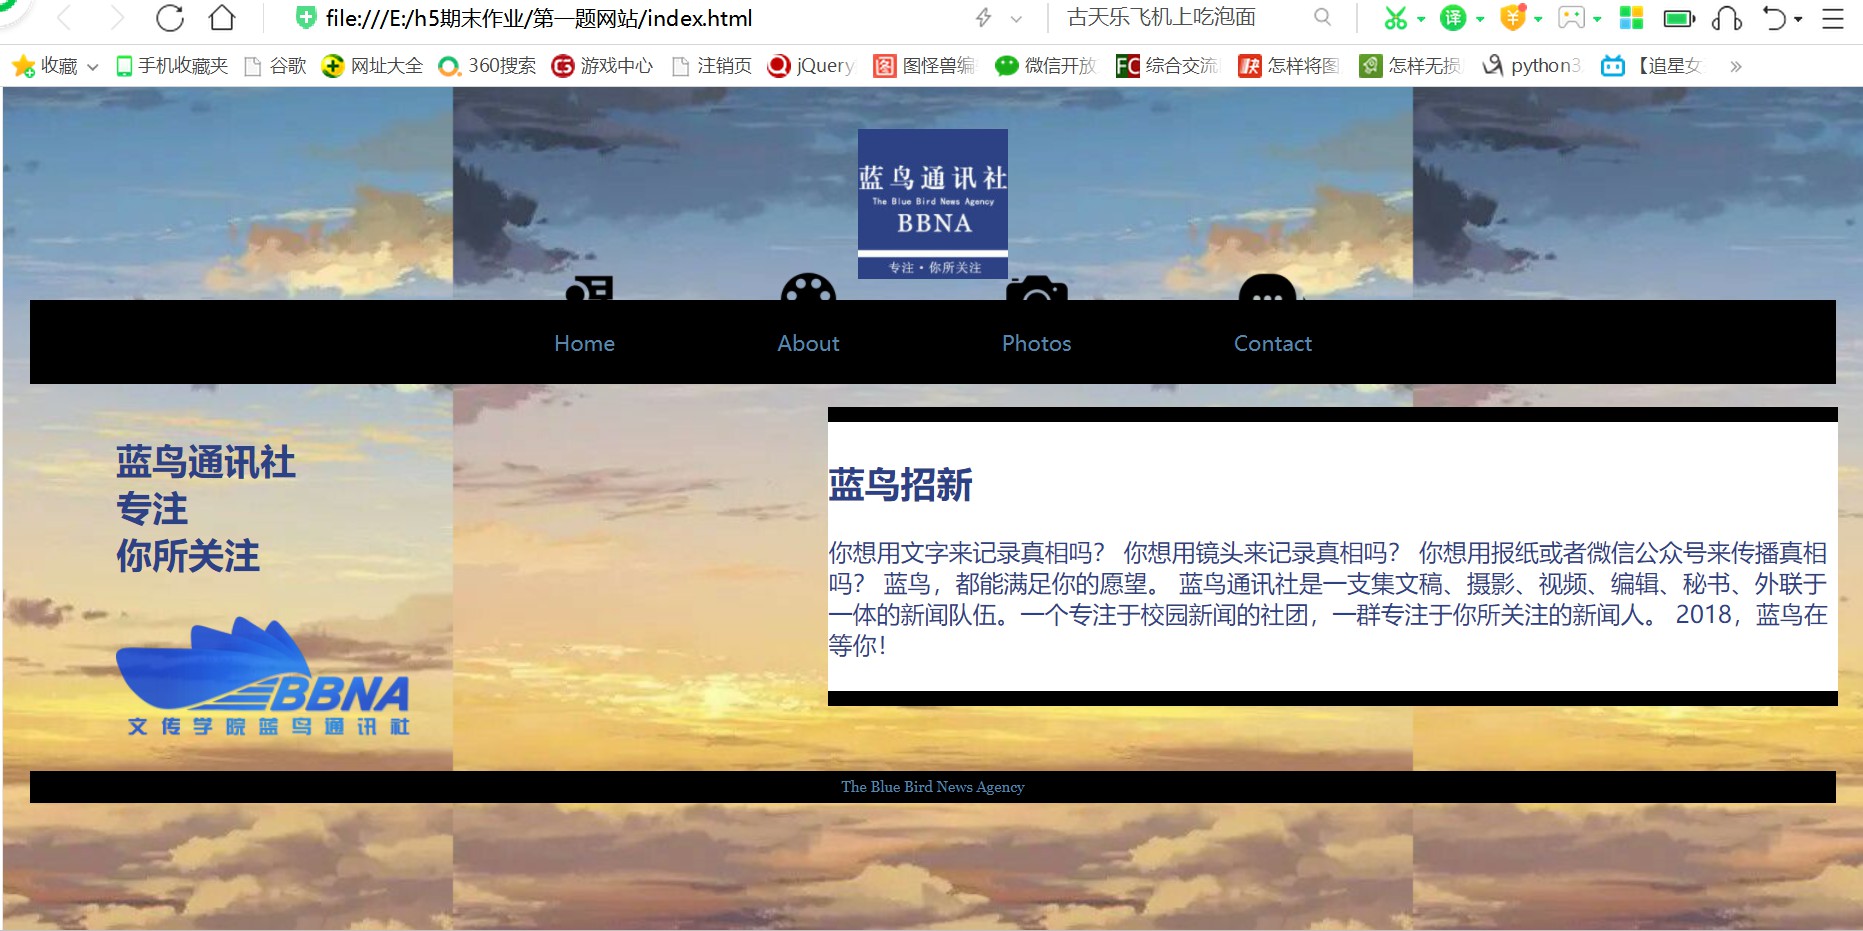 file:///E:/h5期末作业/第一题网站/index.html
古天乐飞机上吃泡面
译
收藏 手机收藏夹 谷歌 网址大全 360搜索 游戏中心 注销页 jQuery 图怪兽编 微信开放 综合交流 怎样将图 怎样无损 python3 【追星女
蓝鸟通讯社
The Blue Bird News Agency
BBNA
专注·你所关注
Home About Photos Contact
蓝鸟通讯社
专注
你所关注
BBNA
文传学院蓝鸟通讯社
蓝鸟招新
你想用文字来记录真相吗? 你想用镜头来记录真相吗? 你想用报纸或者微信公众号来传播真相
吗? 蓝鸟，都能满足你的愿望。 蓝鸟通讯社是一支集文稿、摄影、视频、编辑、秘书、外联于
一体的新闻队伍。一个专注于校园新闻的社团，一群专注于你所关注的新闻人。 2018，蓝鸟在
等你!
The Blue Bird News Agency